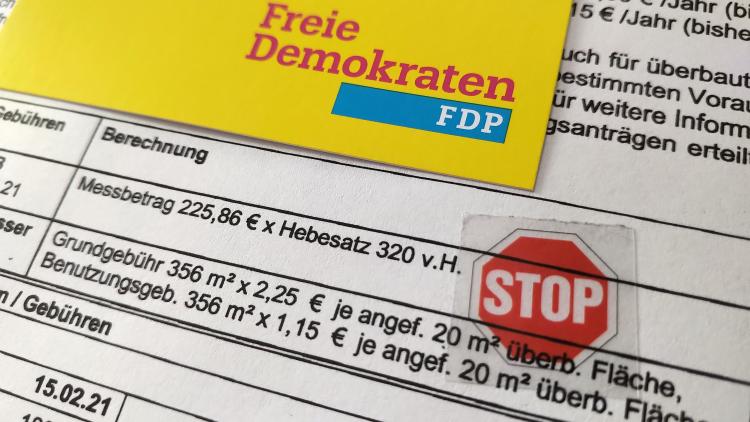 Freie
Demokraten
FDP
/Jahr (bi
15 € /Jahr (bishe
uch für überbaut
estimmten Vorau
ür weitere Inform
gsanträgen erteil
Gebühren
Berechnung
21
Messbetrag 225,86 € x Hebesatz 320 v.H.
sser
Grundgebühr 356 m² x 2,25 € je angef. 20 m² überb. Fläche,
Benutzungsgeb. 356 m² x 1,15 € je angef. 20 m² überb. Fläch
STOP
n / Gebühren
15.02.21